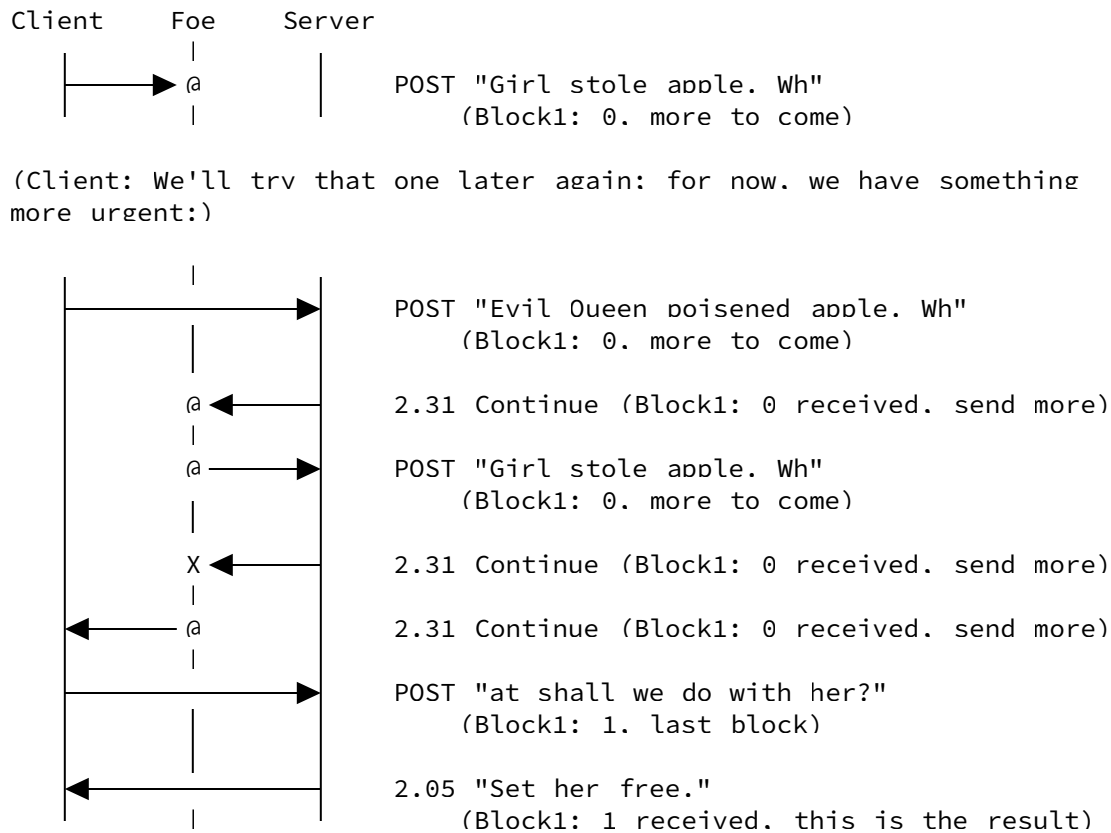 Client Foe Server
@ POST "Girl stole apple. Wh"
(Block1: 0, more to come)
(Client: We'll try that one later again; for now, we have something
more urgent:)
POST "Evil Queen poisened apple. Wh"
(Block1: 0, more to come)
@ 2.31 Continue (Block1: 0 received, send more)
@ POST "Girl stole apple. Wh"
(Block1: 0, more to come)
X 2.31 Continue (Block1: 0 received, send more)
@ 2.31 Continue (Block1: 0 received, send more)
POST "at shall we do with her?"
(Block1: 1, last block)
2.05 "Set her free."
(Block1: 1 received, this is the result)